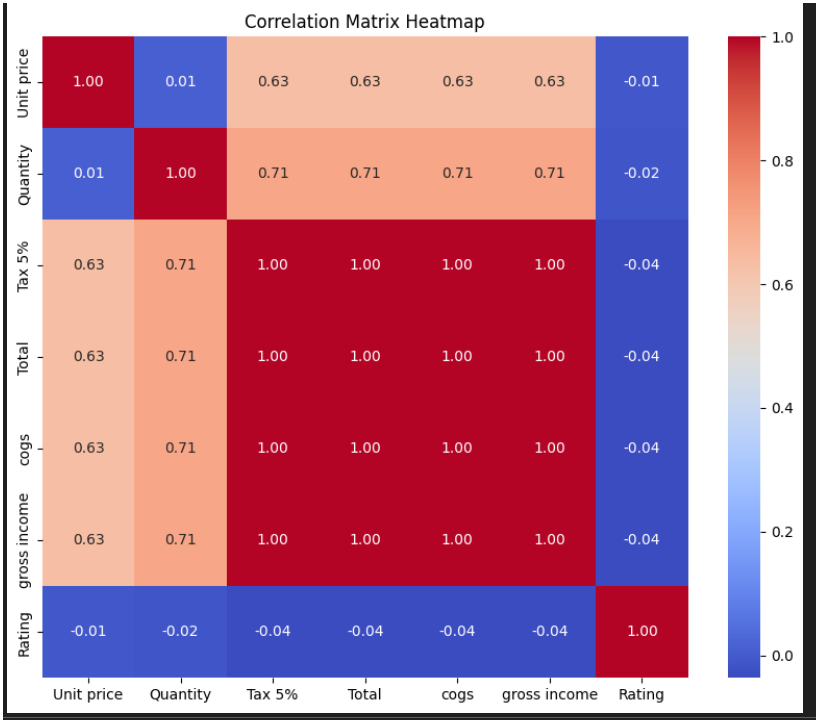 Correlation Matrix Heatmap
Unit price 1.00 0.01 0.63 0.63 0.63 0.63 -0.01
Quantity 0.01 1.00 0.71 0.71 0.71 0.71 -0.02
Tax 5% 0.63 0.71 1.00 1.00 1.00 1.00 -0.04
Total 0.63 0.71 1.00 1.00 1.00 1.00 -0.04
cogs 0.63 0.71 1.00 1.00 1.00 1.00 -0.04
gross income 0.63 0.71 1.00 1.00 1.00 1.00 -0.04
Rating -0.01 -0.02 -0.04 -0.04 -0.04 -0.04 1.00
Unit price Quantity Tax 5% Total cogs gross income Rating
1.0
0.8
0.6
0.4
0.2
0.0